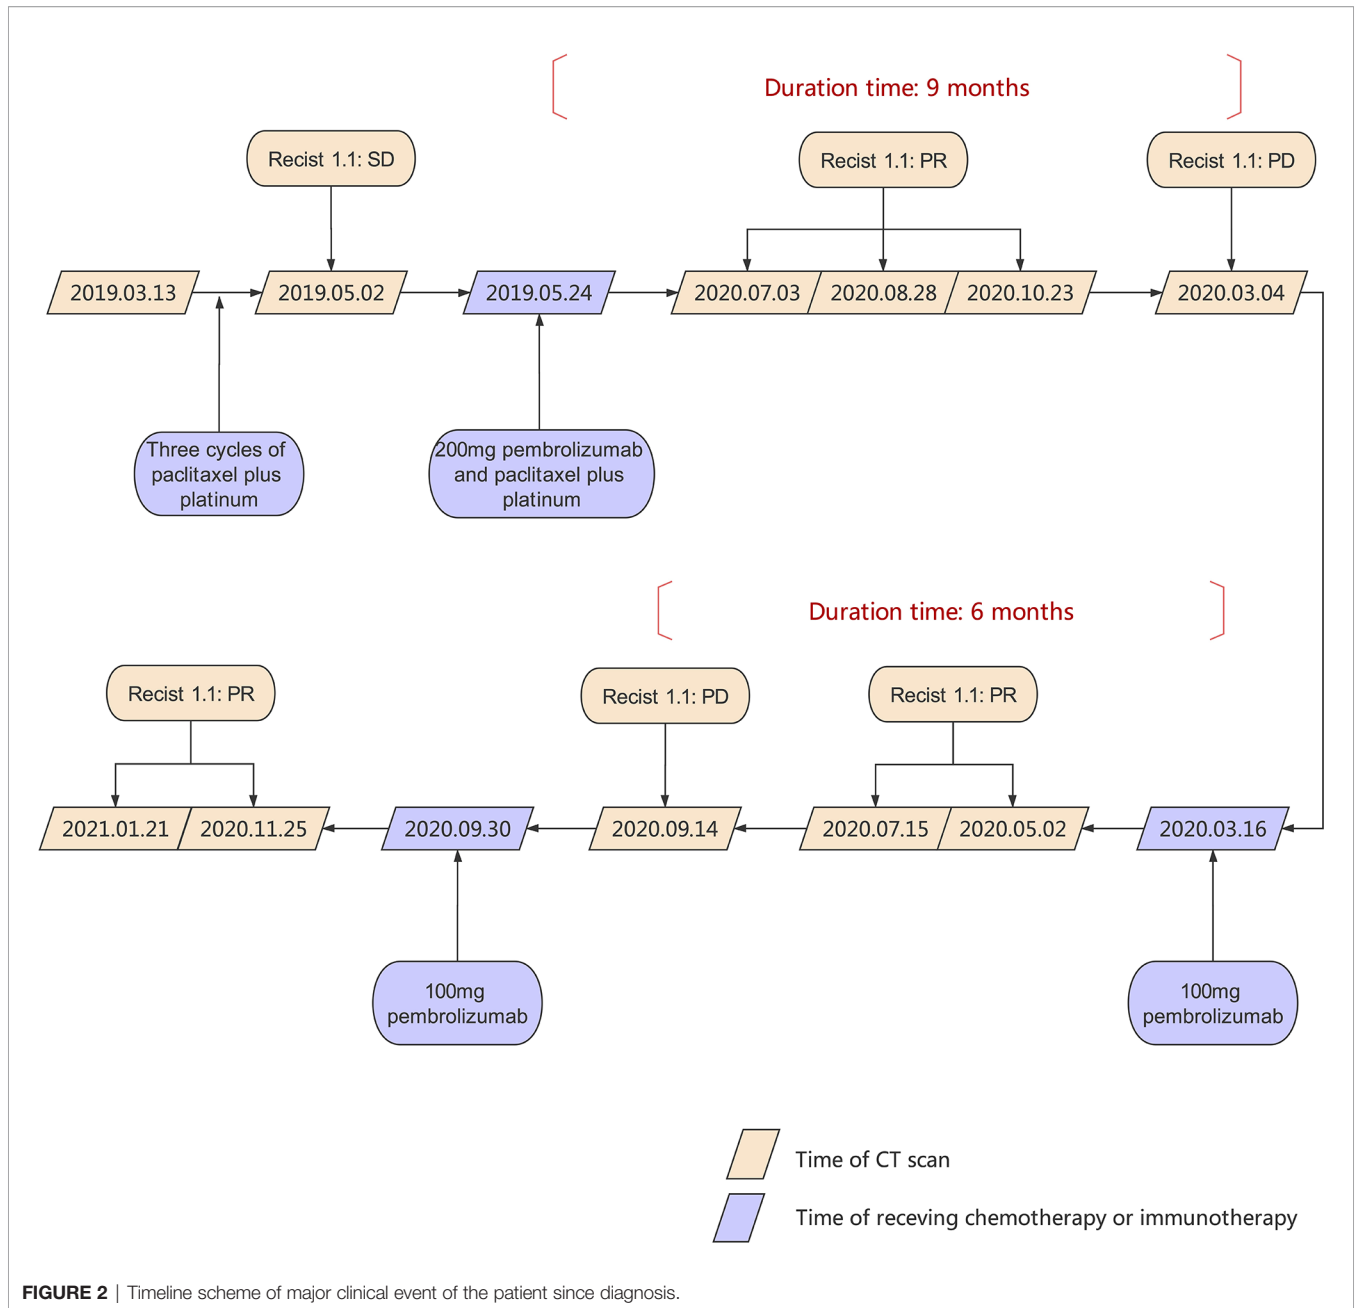 Duration time: 9 months
Recist 1.1: SD
Recist 1.1: PR
Recist 1.1: PD
2019.03.13
2019.05.02
2019.05.24
2020.07.03
2020.08.28
2020.10.23
2020.03.04
Three cycles of
paclitaxel plus
platinum
200mg pembrolizumab
and paclitaxel plus
platinum
Duration time: 6 months
Recist 1.1: PR
Recist 1.1: PD
Recist 1.1: PR
2021.01.21
2020.11.25
2020.09.30
2020.09.14
2020.07.15
2020.05.02
2020.03.16
100mg
pembrolizumab
100mg
pembrolizumab
Time of CT scan
Time of receving chemotherapy or immunotherapy
FIGURE 2 | Timeline scheme of major clinical event of the patient since diagnosis.